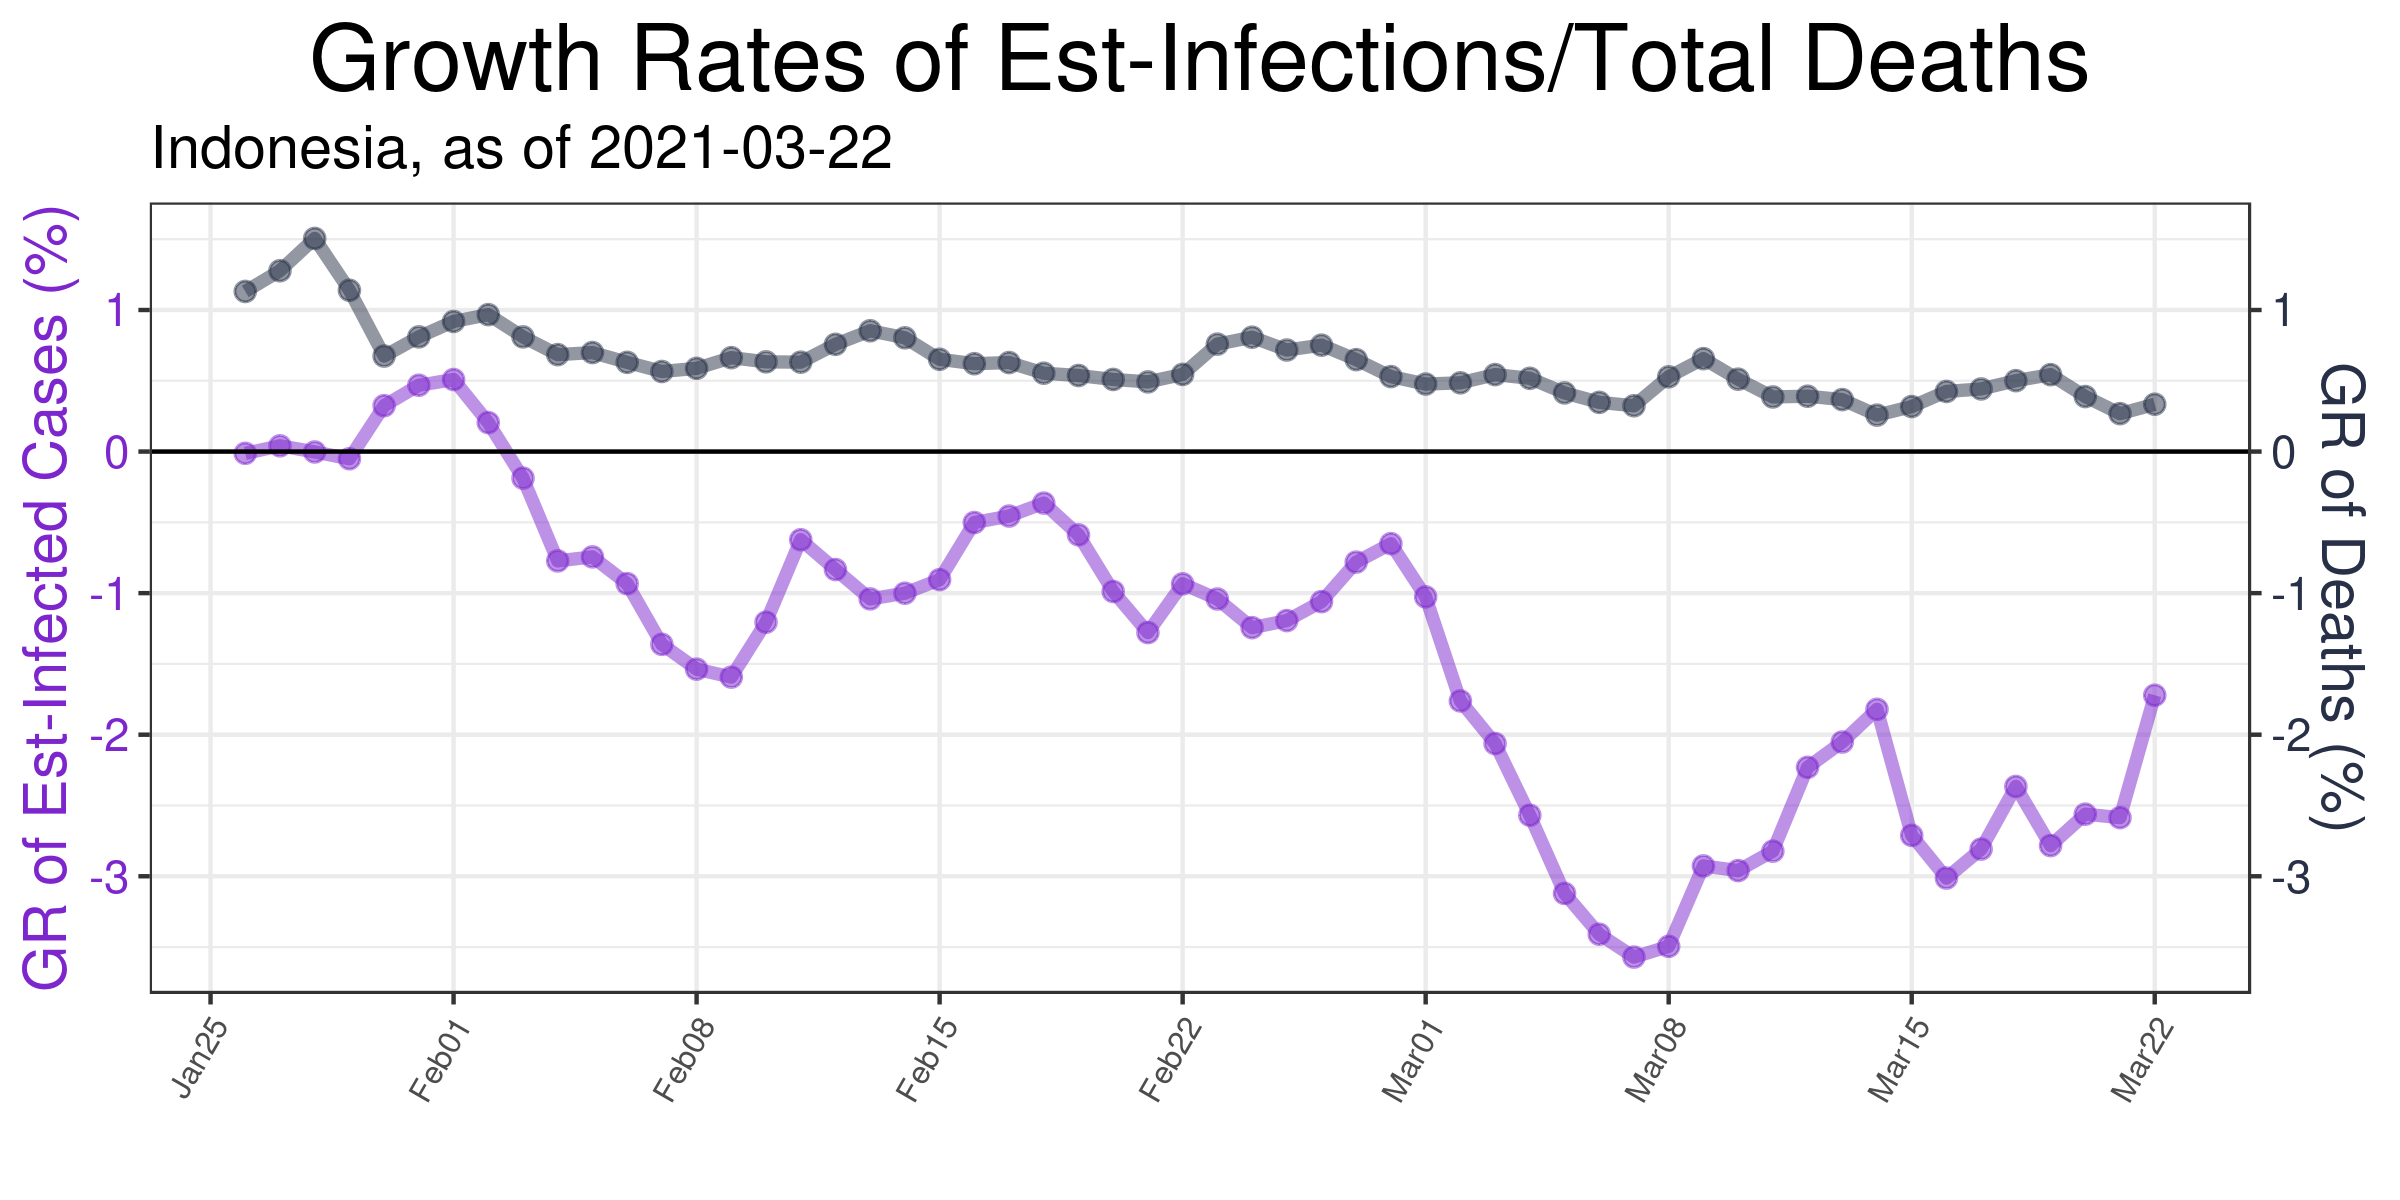 Growth Rates of Est-Infections/Total Deaths
Indonesia, as of 2021-03-22
GR of Est-Infected Cases (%)
1
0
-1
-2
-3
1
0
-1
-2
-3
GR of Deaths (%)
Jan25
Feb01
Feb08
Feb15
Feb22
Mar01
Mar08
Mar15
Mar22